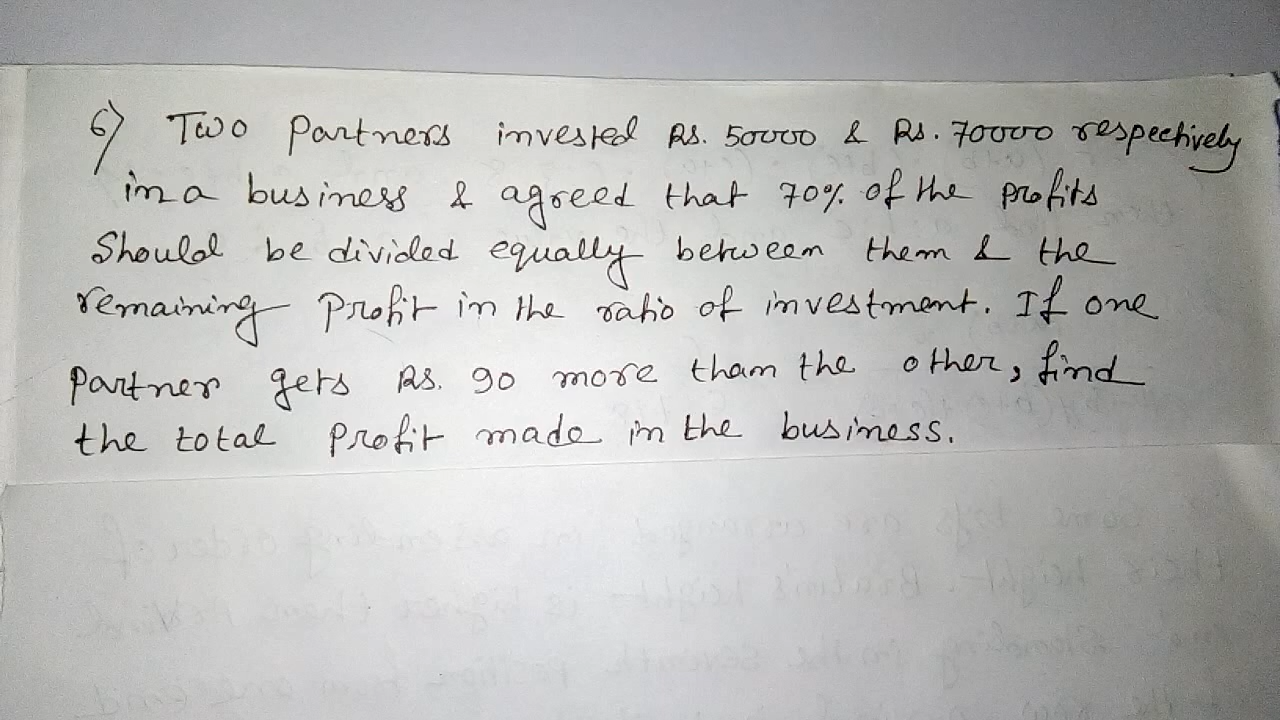 6) Two Partners invested Rs. 50000 & Rs. 70000 respectively
in a business & agreed that 70% of the profits
Should be divided equally between them & the
remaining Profit in the ratio of investment. If one
Partner gets Rs. 90 more than the other, find
the total Profit made in the business.